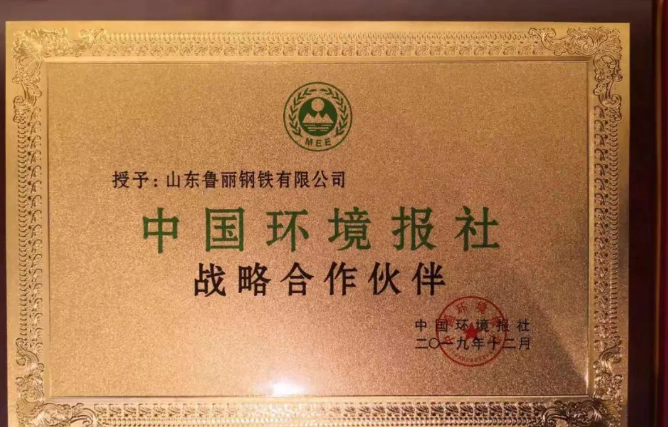 MEE
授予：山东鲁丽钢铁有限公司
中国环境报社
战略合作伙伴
中国环境报社
二〇一九年十二月